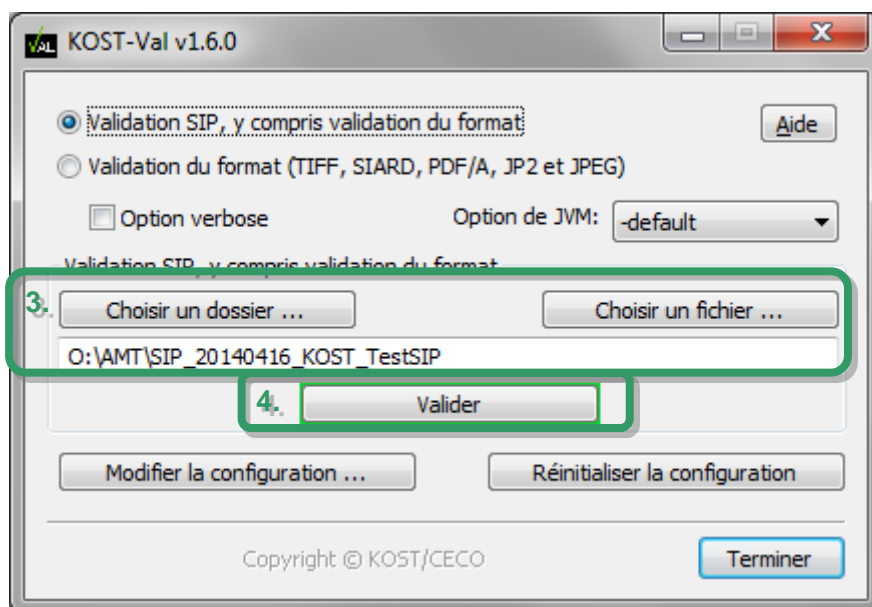 KOST-Val v1.6.0
Validation SIP, y compris validation du format
Aide
Validation du format (TIFF, SIARD, PDF/A, JP2 et JPEG)
Option verbose
Option de JVM:
-default
Validation SIP, y compris validation du format
3.
Choisir un dossier ...
Choisir un fichier ...
O:\AMT\SIP_20140416_KOST_TestSIP
4.
Valider
Modifier la configuration ...
Réinitialiser la configuration
Copyright © KOST/CECO
Terminer